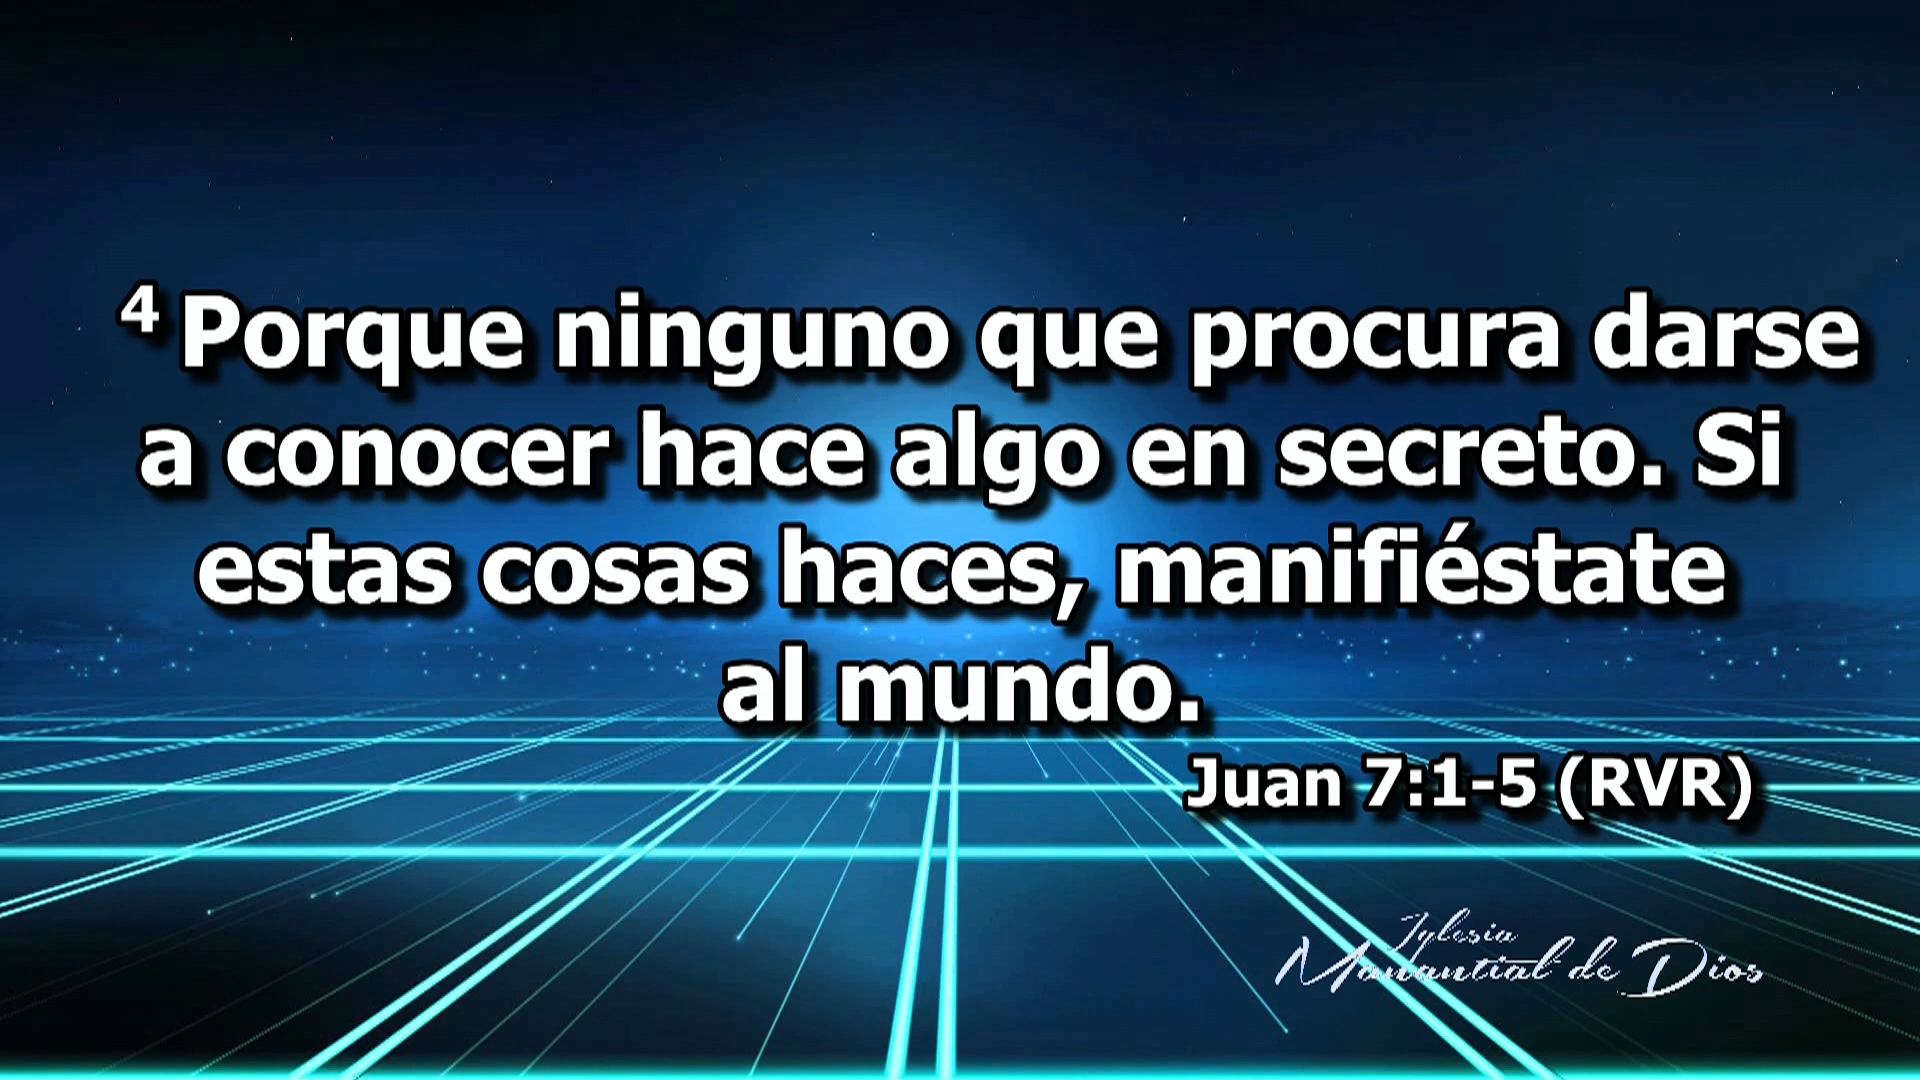 4 Porque ninguno que procura darse
a conocer hace algo en secreto. Si
estas cosas haces, manifiéstate
al mundo.
Juan 7:1-5 (RVR)
Iglesia
Manantial de Dios